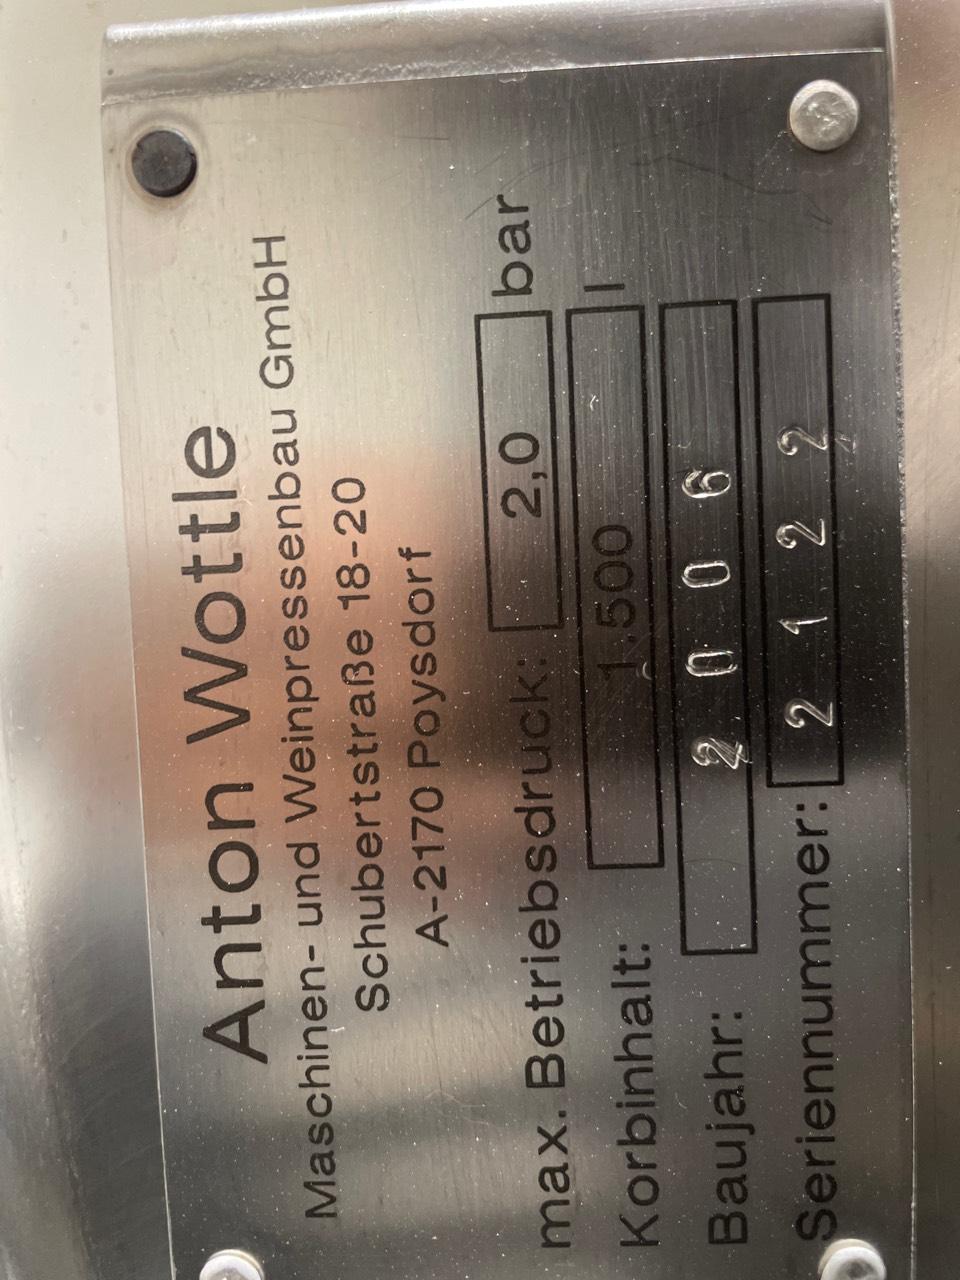 Anton Wottle
Maschinen- und Weinpressenbau GmbH
Schubertstraße 18-20
A-2170 Poysdorf
max. Betriebsdruck: 2,0 bar
Korbinhalt: 1.500 l
Baujahr: 2006
Seriennummer: 2122